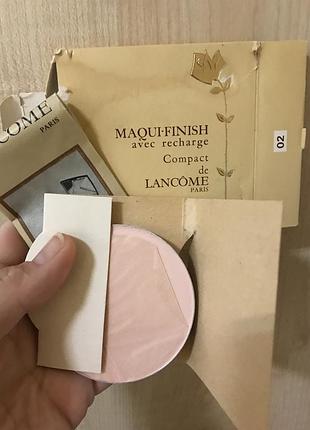 COME
PARIS
MAQUI-FINISH
avec recharge
Compact
de
LANCÔME
PARIS
02